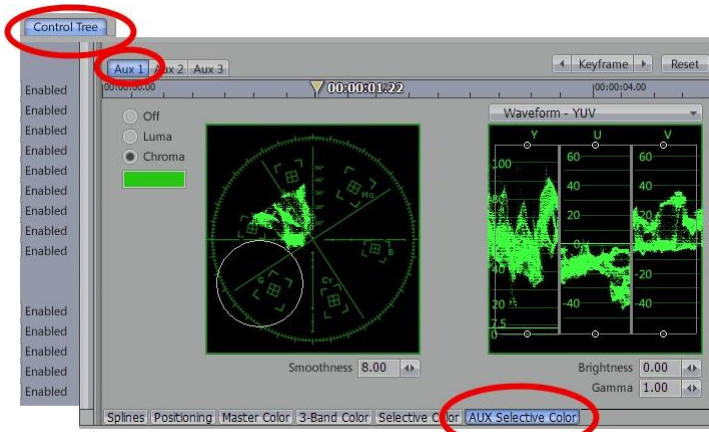 Control Tree
Aux 1 Aux 2 Aux 3
Keyframe Reset
00:00:00.00 00:00:01:22 00:00:04.00
Enabled
Enabled
Enabled
Enabled
Enabled
Enabled
Enabled
Enabled
Enabled
Enabled
Enabled
Enabled
Enabled
Enabled
Off
Luma
Chroma
MG
B
G
CY
Smoothness 8.00
Waveform - YUV
Y U V
100 60 60
80 40 40
20 20
0
40 -20 -20
20 -40 -40
7.5
0
Brightness 0.00
Gamma 1.00
Splines Positioning Master Color 3-Band Color Selective Color AUX Selective Color